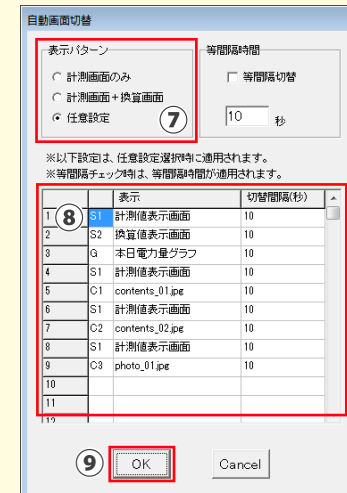 自動画面切替
表示パターン
計測画面のみ
計測画面+換算画面
任意設定
⑦
等間隔時間
等間隔切替
10 秒
※以下設定は、任意設定選択時に適用されます。
※等間隔チェック時は、等間隔時間が適用されます。
⑧
表示 切替間隔(秒)
1 S1 計測値表示画面 10
2 S2 換算値表示画面 10
3 G 本日電力量グラフ 10
4 S1 計測値表示画面 10
5 C1 contents_01.jpg 10
6 S1 計測値表示画面 10
7 C2 contents_02.jpg 10
8 S1 計測値表示画面 10
9 C3 photo_01.jpg 10
10
11
12
⑨ OK Cancel